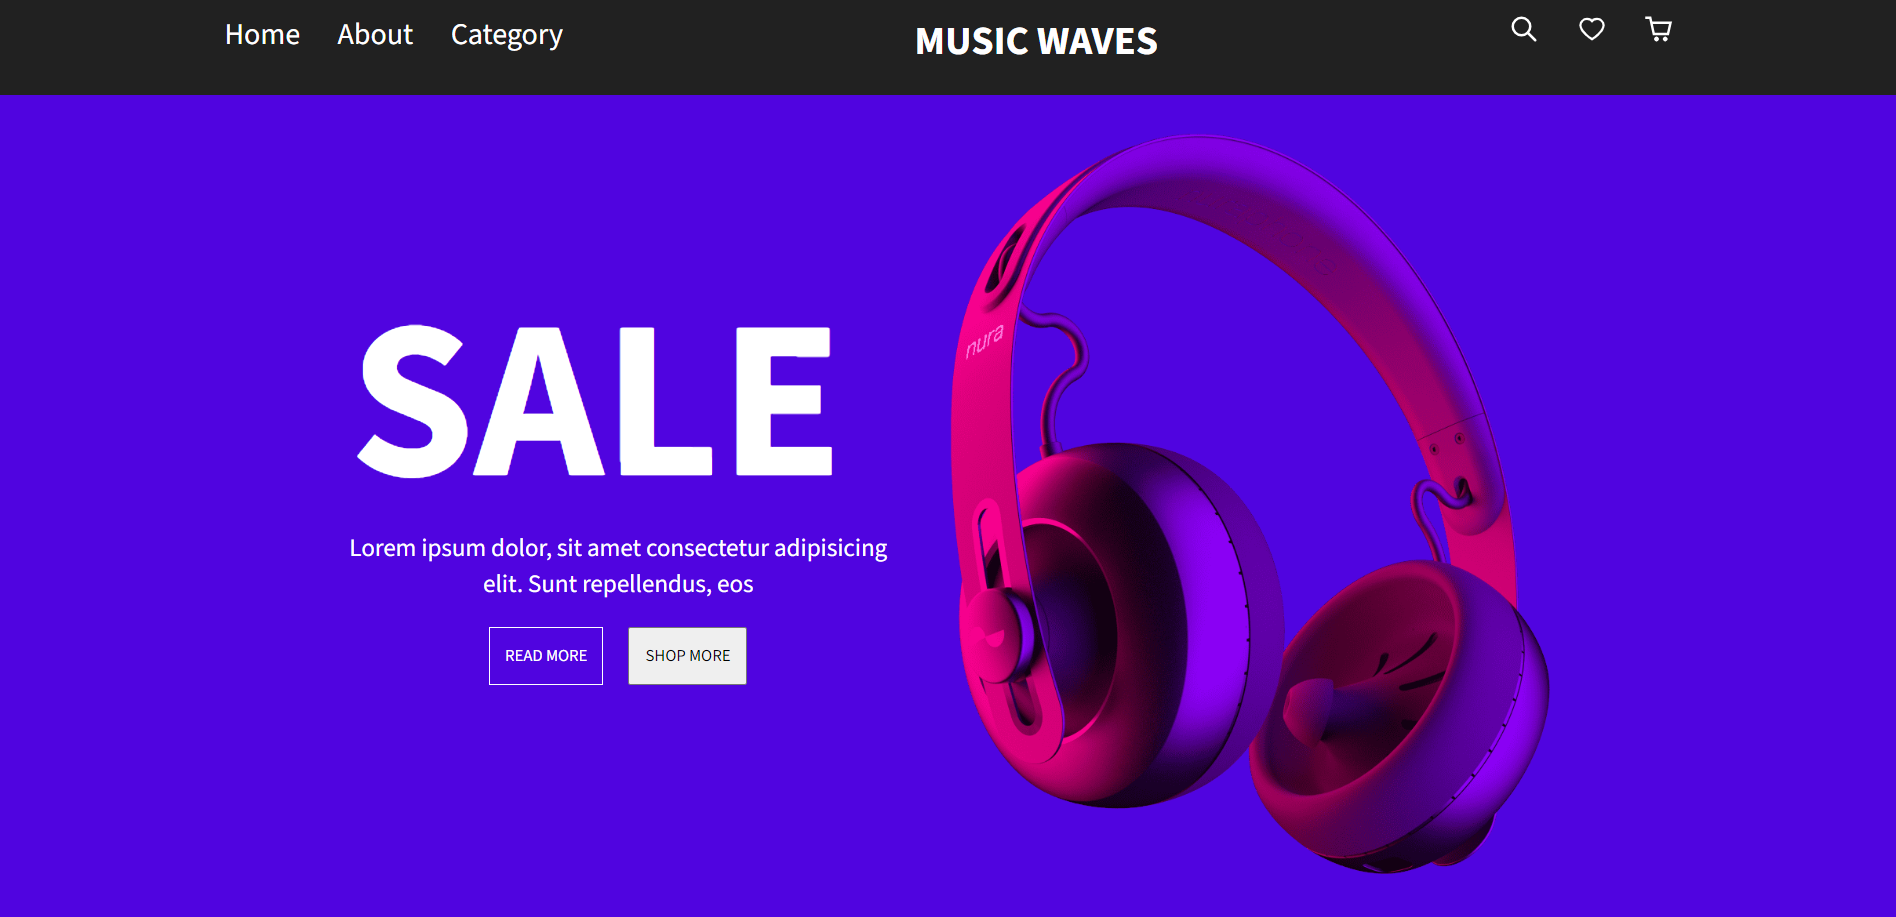 Home About Category MUSIC WAVES
SALE
nura
Lorem ipsum dolor, sit amet consectetur adipisicing
elit. Sunt repellendus, eos
READ MORE SHOP MORE